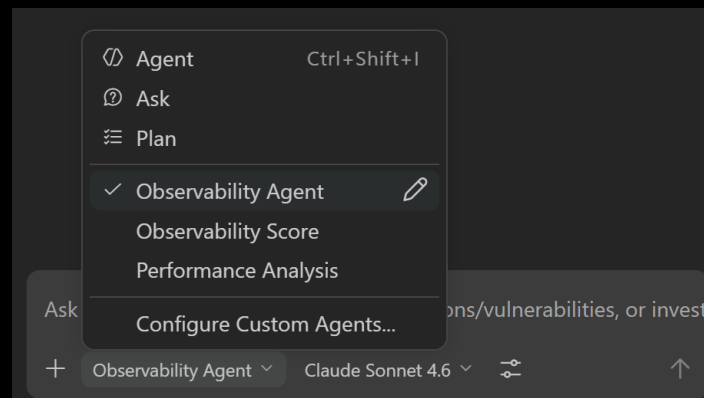 Agent Ctrl+Shift+I
Ask
Plan
Observability Agent
Observability Score
Performance Analysis
Configure Custom Agents...
Ask ons/vulnerabilities, or invest
Observability Agent Claude Sonnet 4.6